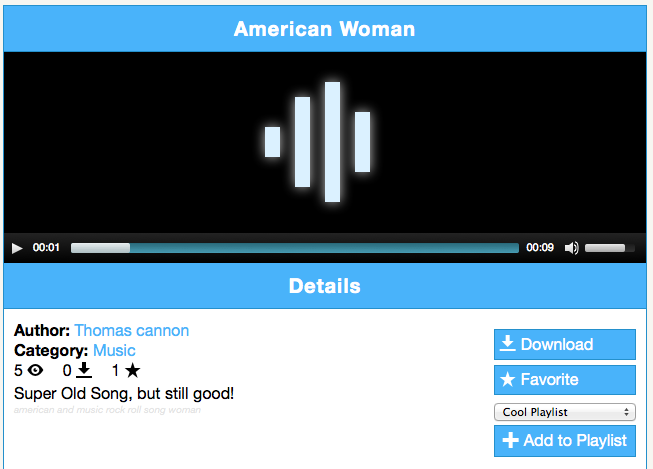 American Woman
00:01 00:09
Details
Author: Thomas cannon
Category: Music
5 0 1
Super Old Song, but still good!
american and music rock roll song woman
Download
Favorite
Cool Playlist
Add to Playlist